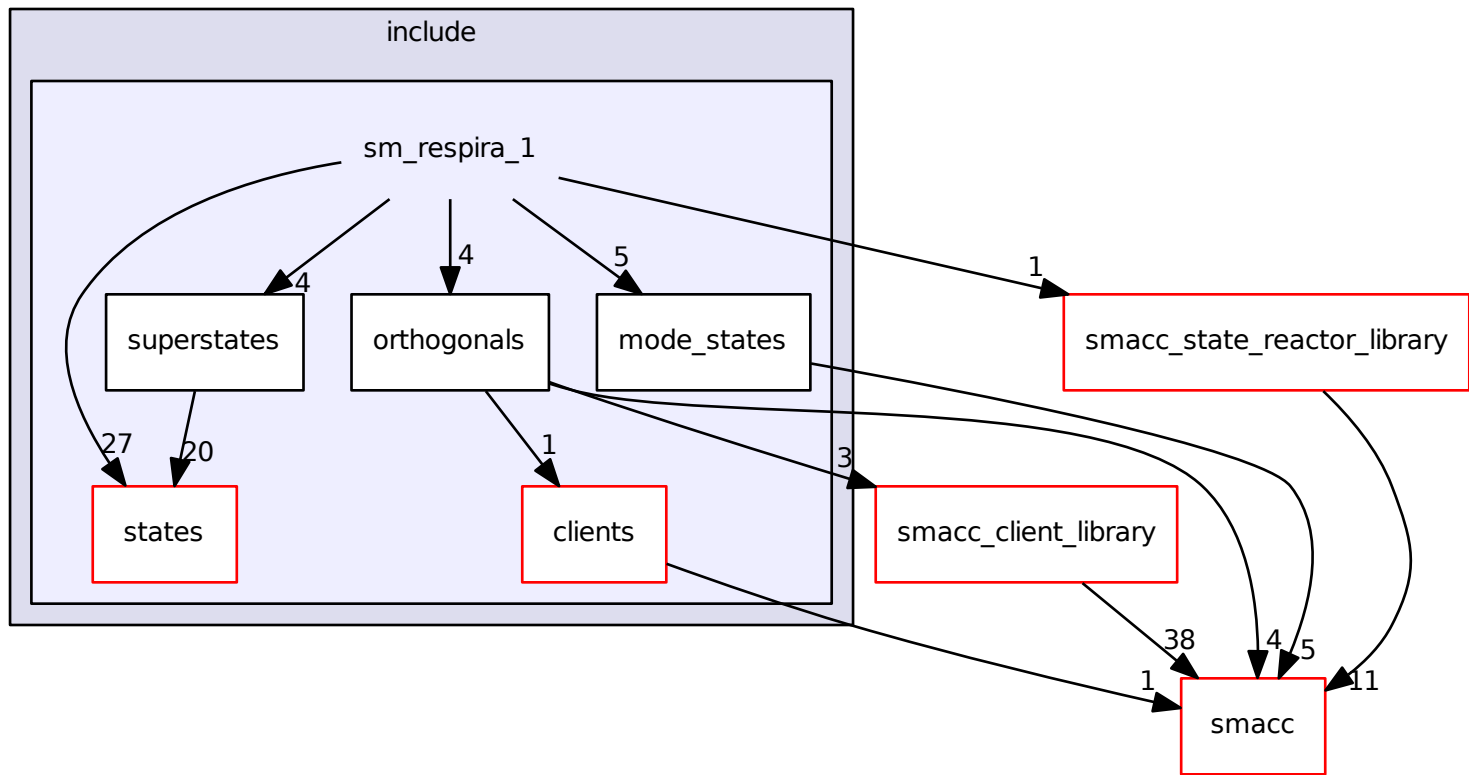 include
sm_respira_1
4
4
5
1
superstates
orthogonals
mode_states
smacc_state_reactor_library
27
20
1
3
states
clients
smacc_client_library
38
1
4
5
11
smacc